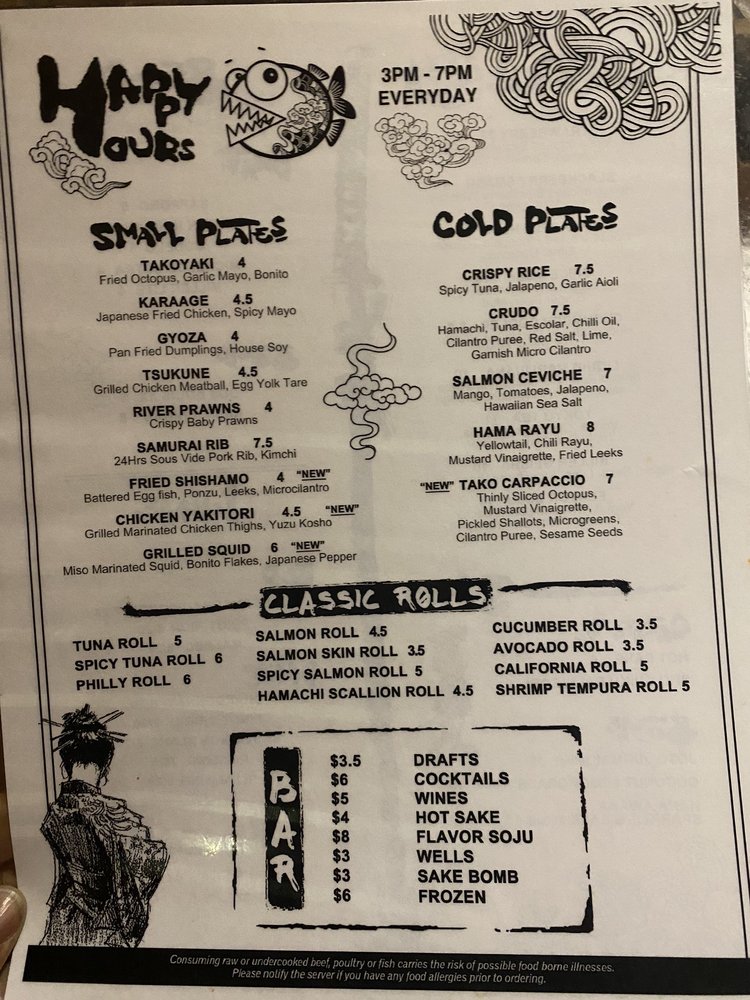 HAPPY
HOURS
3PM - 7PM
EVERYDAY
SMALL PLATES
TAKOYAKI 4
Fried Octopus, Garlic Mayo, Bonito
KARAAGE 4.5
Japanese Fried Chicken, Spicy Mayo
GYOZA 4
Pan Fried Dumplings, House Soy
TSUKUNE 4.5
Grilled Chicken Meatball, Egg Yolk Tare
RIVER PRAWNS 4
Crispy Baby Prawns
SAMURAI RIB 7.5
24Hrs Sous Vide Pork Rib, Kimchi
FRIED SHISHAMO 4 "NEW"
Battered Egg fish, Ponzu, Leeks, Microcilantro
CHICKEN YAKITORI 4.5 "NEW"
Grilled Marinated Chicken Thighs, Yuzu Kosho
GRILLED SQUID 6 "NEW"
Miso Marinated Squid, Bonito Flakes, Japanese Pepper
COLD PLATES
CRISPY RICE 7.5
Spicy Tuna, Jalapeno, Garlic Aioli
CRUDO 7.5
Hamachi, Tuna, Escolar, Chilli Oil,
Cilantro Puree, Red Salt, Lime,
Garnish Micro Cilantro
SALMON CEVICHE 7
Mango, Tomatoes, Jalapeno,
Hawaiian Sea Salt
HAMA RAYU 8
Yellowtail, Chili Rayu,
Mustard Vinaigrette, Fried Leeks
"NEW" TAKO CARPACCIO 7
Thinly Sliced Octopus,
Mustard Vinaigrette,
Pickled Shallots, Microgreens,
Cilantro Puree, Sesame Seeds
CLASSIC ROLLS
TUNA ROLL 5
SPICY TUNA ROLL 6
PHILLY ROLL 6
SALMON ROLL 4.5
SALMON SKIN ROLL 3.5
SPICY SALMON ROLL 5
HAMACHI SCALLION ROLL 4.5
CUCUMBER ROLL 3.5
AVOCADO ROLL 3.5
CALIFORNIA ROLL 5
SHRIMP TEMPURA ROLL 5
BAR
$3.5 DRAFTS
$6 COCKTAILS
$5 WINES
$4 HOT SAKE
$8 FLAVOR SOJU
$3 WELLS
$3 SAKE BOMB
$6 FROZEN
Consuming raw or undercooked beef, poultry or fish carries the risk of possible food borne illnesses.
Please notify the server if you have any food allergies prior to ordering.